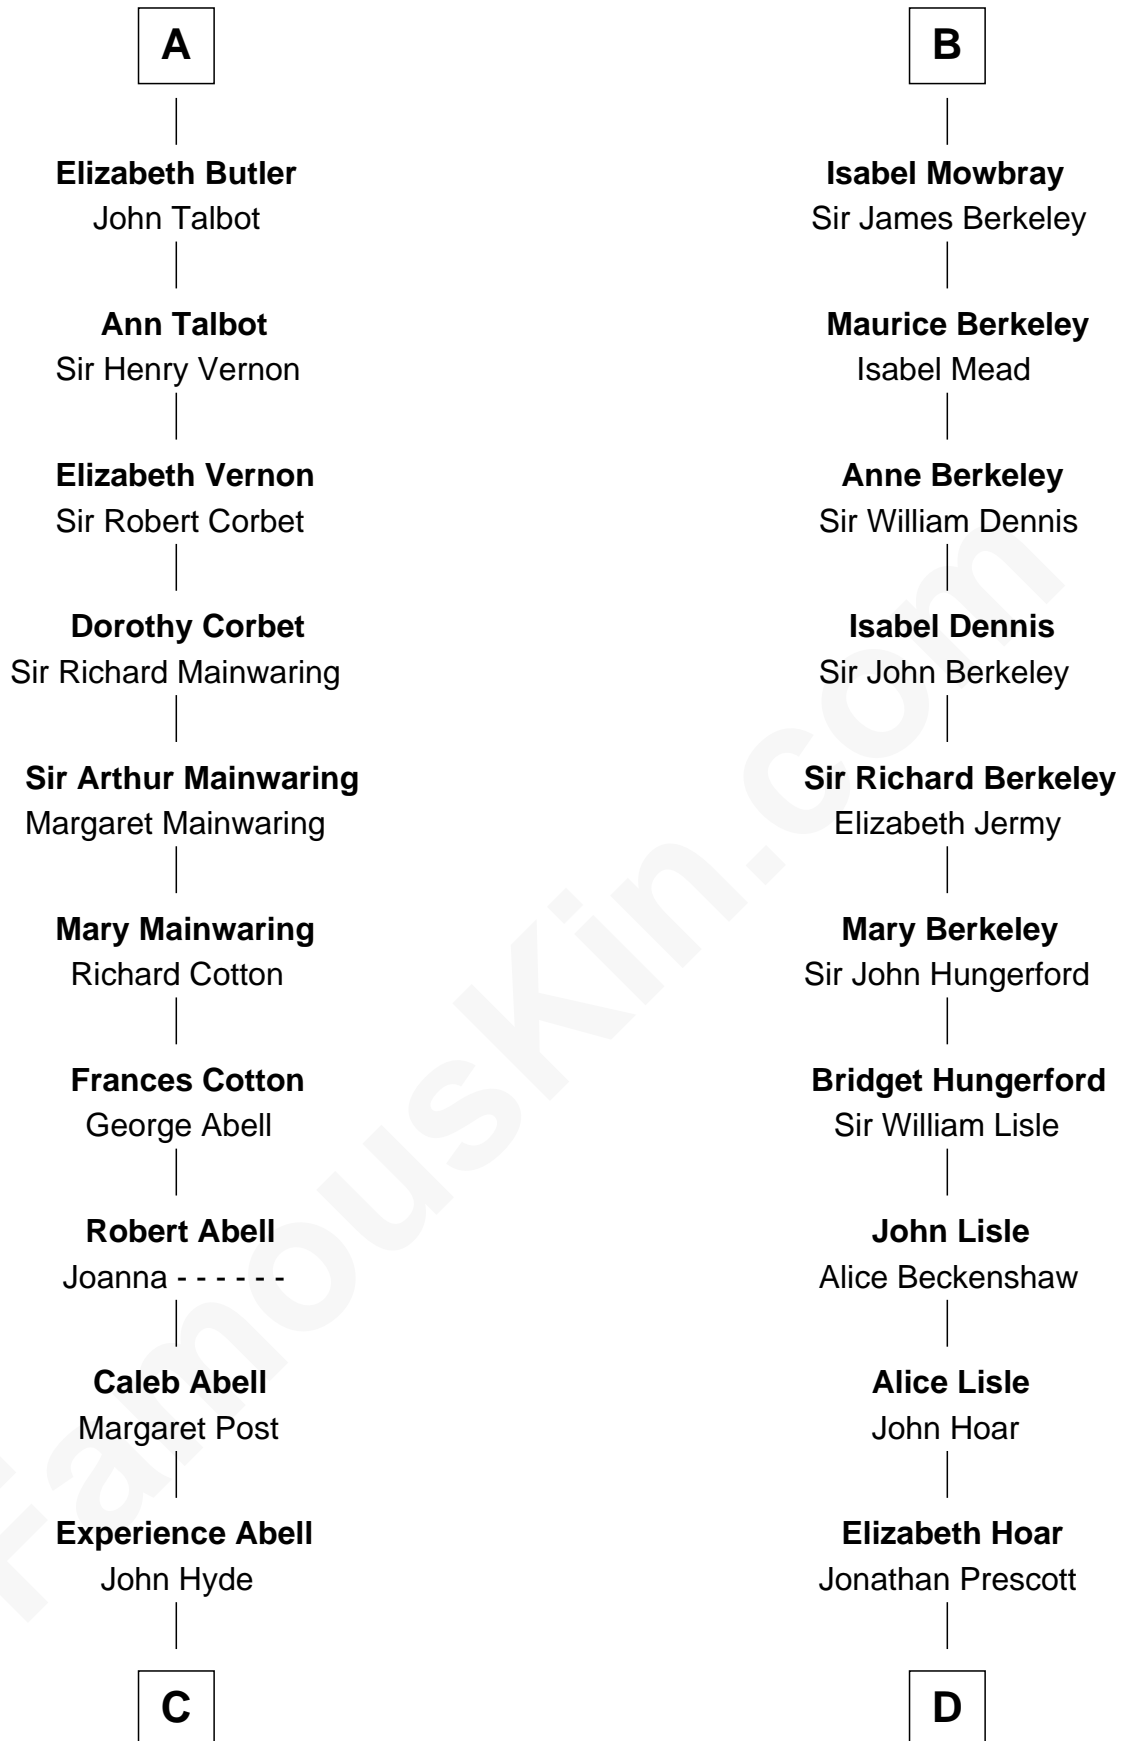 A
Elizabeth Butler
John Talbot
Ann Talbot
Sir Henry Vernon
Elizabeth Vernon
Sir Robert Corbet
Dorothy Corbet
Sir Richard Mainwaring
Sir Arthur Mainwaring
Margaret Mainwaring
Mary Mainwaring
Richard Cotton
Frances Cotton
George Abell
Robert Abell
Joanna - - - - - -
Caleb Abell
Margaret Post
Experience Abell
John Hyde
C
B
Isabel Mowbray
Sir James Berkeley
Maurice Berkeley
Isabel Mead
Anne Berkeley
Sir William Dennis
Isabel Dennis
Sir John Berkeley
Sir Richard Berkeley
Elizabeth Jermy
Mary Berkeley
Sir John Hungerford
Bridget Hungerford
Sir William Lisle
John Lisle
Alice Beckenshaw
Alice Lisle
John Hoar
Elizabeth Hoar
Jonathan Prescott
D
FamousKin.com